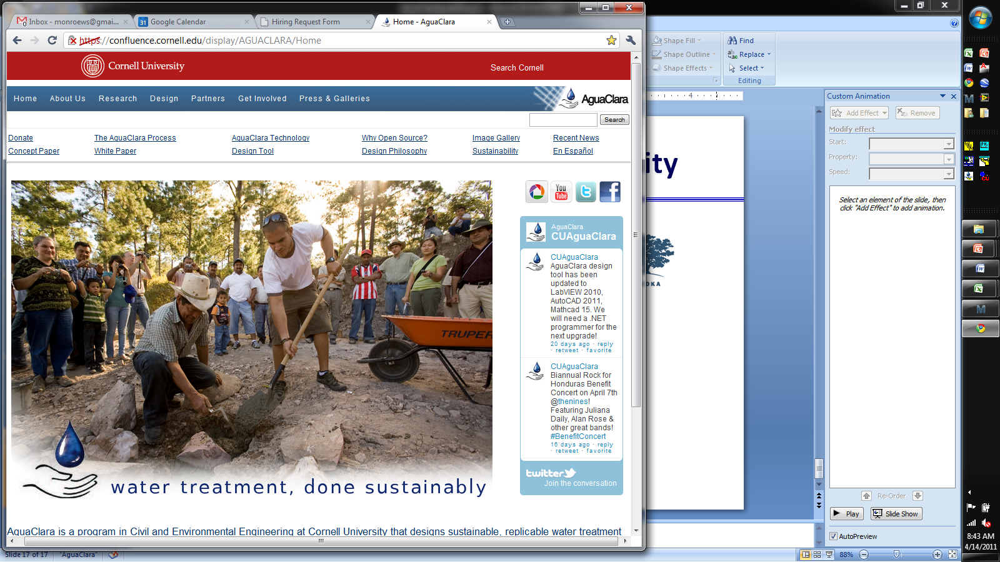 Inbox - monroews@gmai...
Google Calendar
Hiring Request Form
Home - AguaClara
https://confluence.cornell.edu/display/AGUACLARA/Home
Cornell University
Search Cornell
Home
About Us
Research
Design
Partners
Get Involved
Press & Galleries
AguaClara
Search
Donate
The AguaClara Process
AguaClara Technology
Why Open Source?
Image Gallery
Recent News
Concept Paper
White Paper
Design Tool
Design Philosophy
Sustainability
En Español
You
Tube
AguaClara
CUAguaClara
CUAguaClara
AguaClara design
tool has been
updated to
LabVIEW 2010,
AutoCAD 2011,
Mathcad 15. We
will need a .NET
programmer for the
next upgrade!
20 days ago · reply
· retweet · favorite
CUAguaClara
Biannual Rock for
Honduras Benefit
Concert on April 7th
@thenines!
Featuring Juliana
Daily, Alan Rose &
other great bands!
#BenefitConcert
16 days ago · reply
· retweet · favorite
twitter
Join the conversation
TRUPER
water treatment, done sustainably
AguaClara is a program in Civil and Environmental Engineering at Cornell University that designs sustainable, replicable water treatment
Slide 17 of 17
"AguaClara"
Shape Fill
Shape Outline
Shape Effects
Find
Replace
Select
Editing
4
ity
DKA
Custom Animation
Add Effect
Remove
Modify effect
Start:
Property:
Speed:
Select an element of the slide, then
click "Add Effect" to add animation.
Re-Order
Play
Slide Show
AutoPreview
88%
8:43 AM
4/14/2011